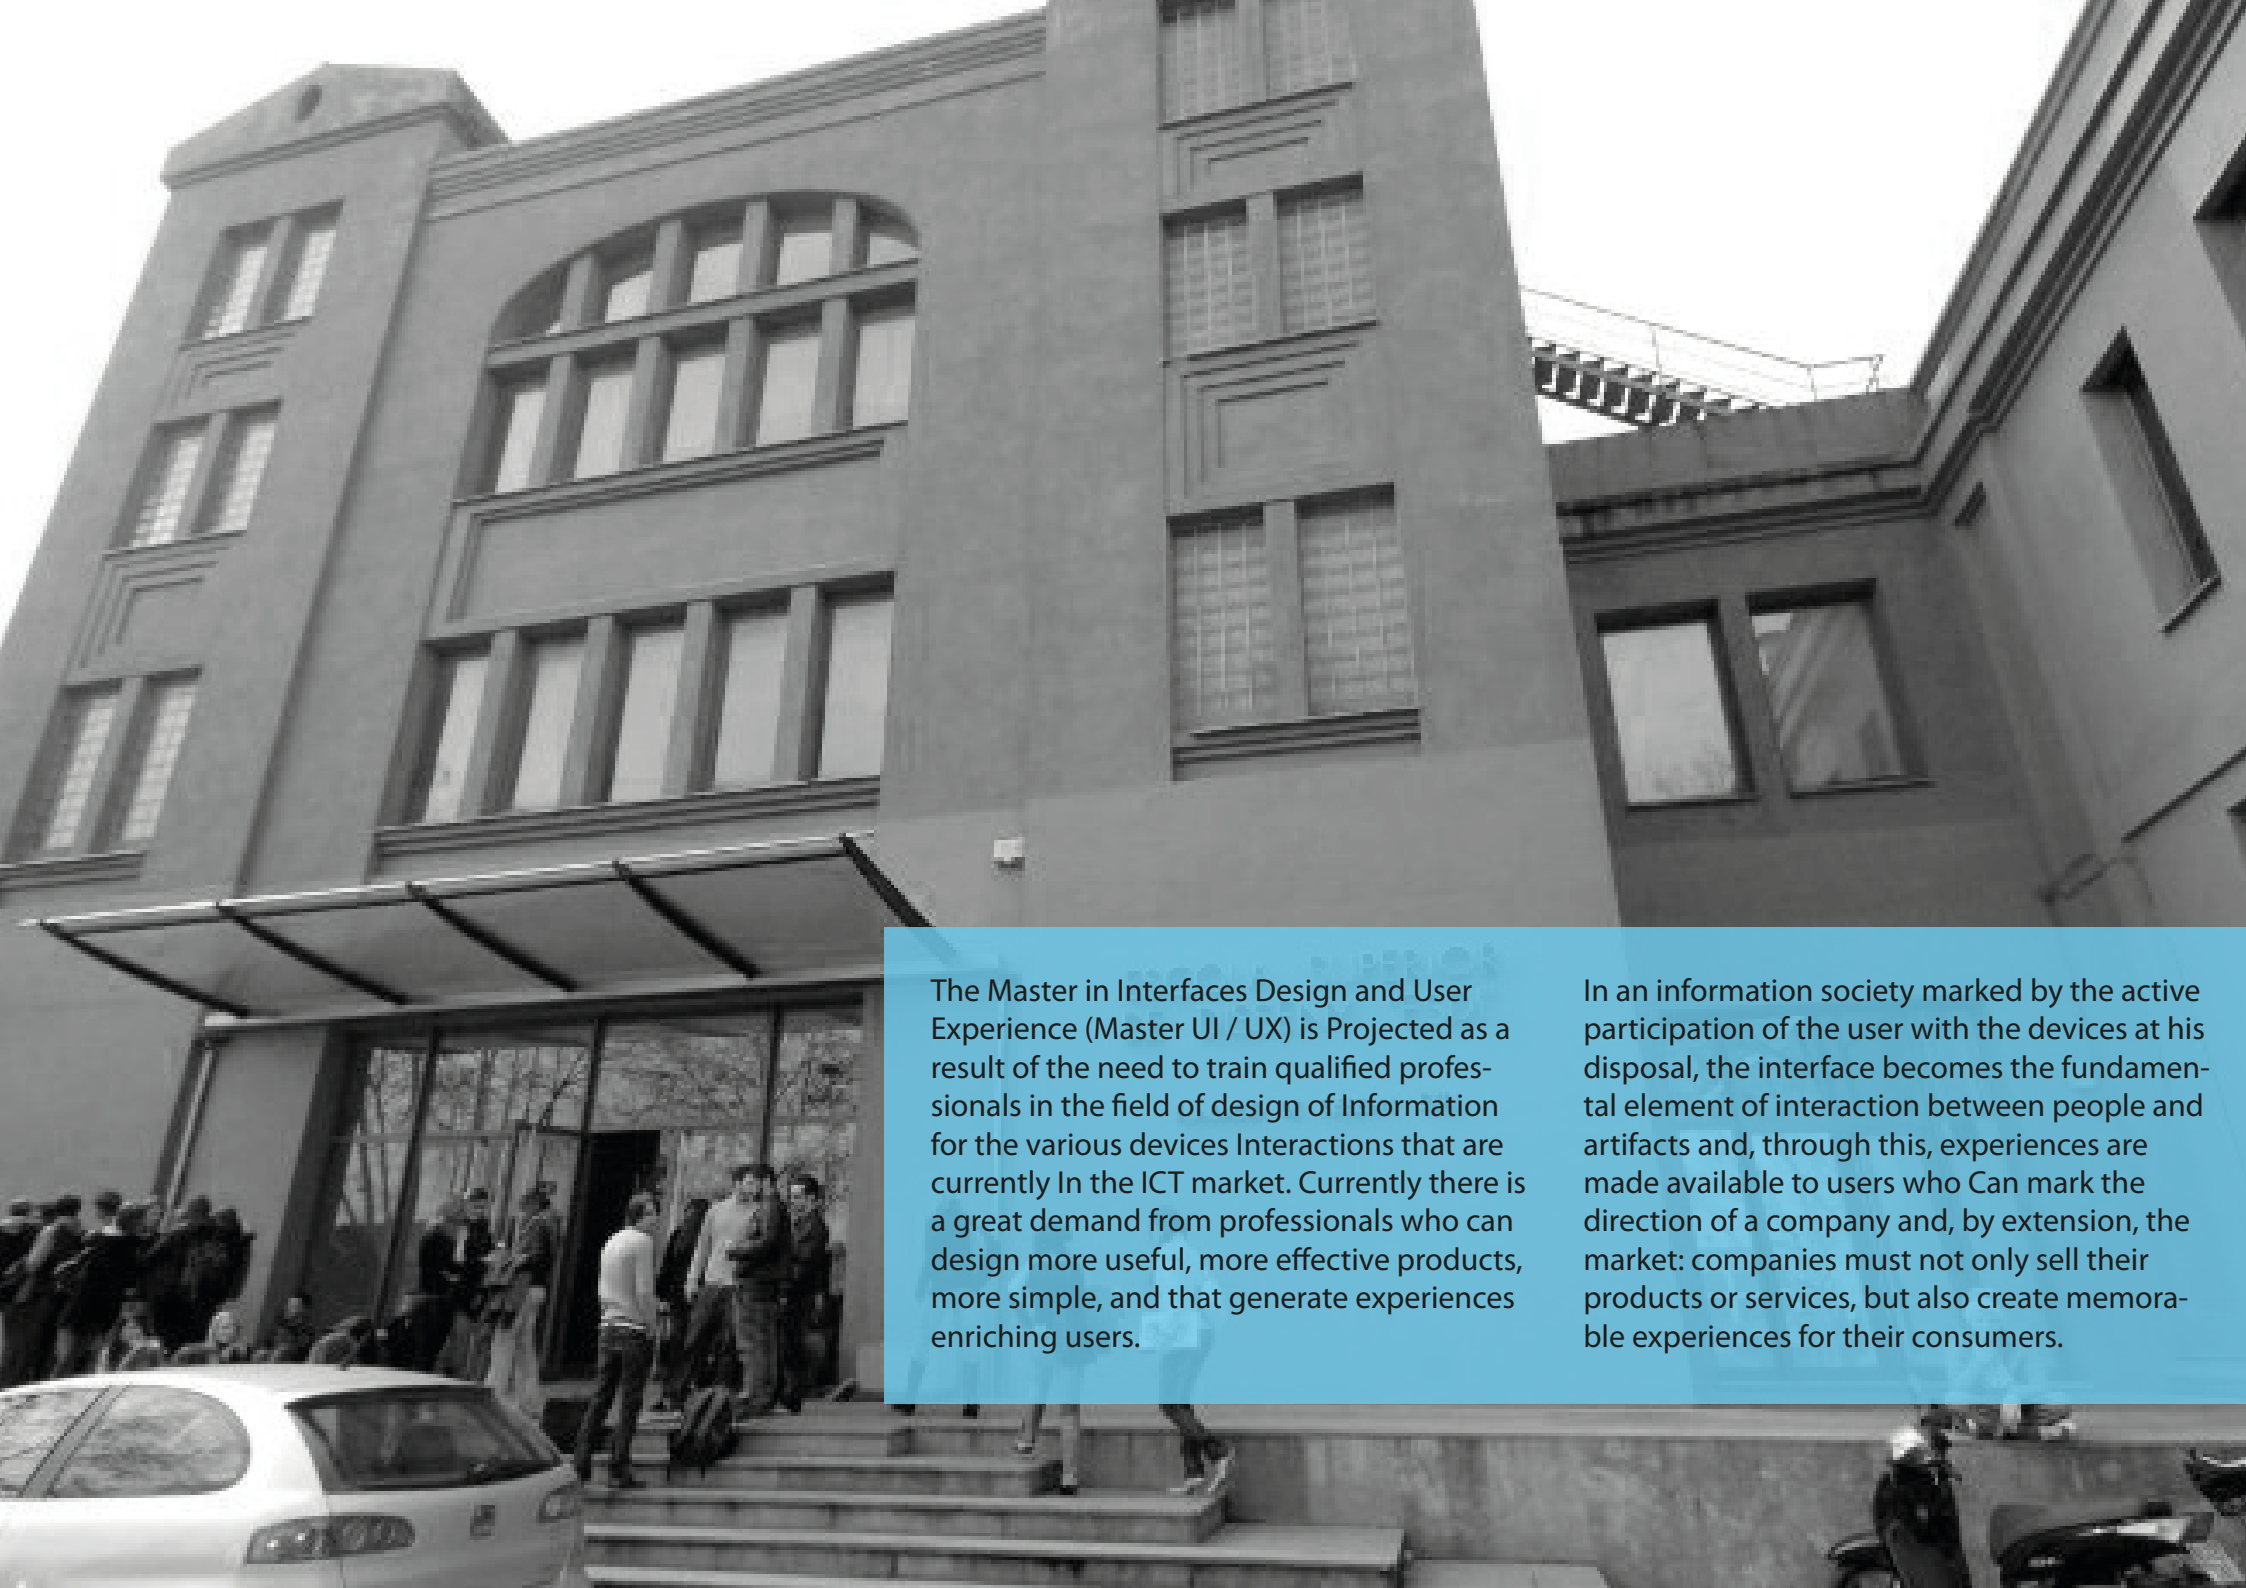 The Master in Interfaces Design and User
Experience (Master UI / UX) is Projected as a
result of the need to train qualified profes-
sionals in the field of design of Information
for the various devices Interactions that are
currently In the ICT market. Currently there is
a great demand from professionals who can
design more useful, more effective products,
more simple, and that generate experiences
enriching users.
In an information society marked by the active
participation of the user with the devices at his
disposal, the interface becomes the fundamen-
tal element of interaction between people and
artifacts and, through this, experiences are
made available to users who Can mark the
direction of a company and, by extension, the
market: companies must not only sell their
products or services, but also create memora-
ble experiences for their consumers.